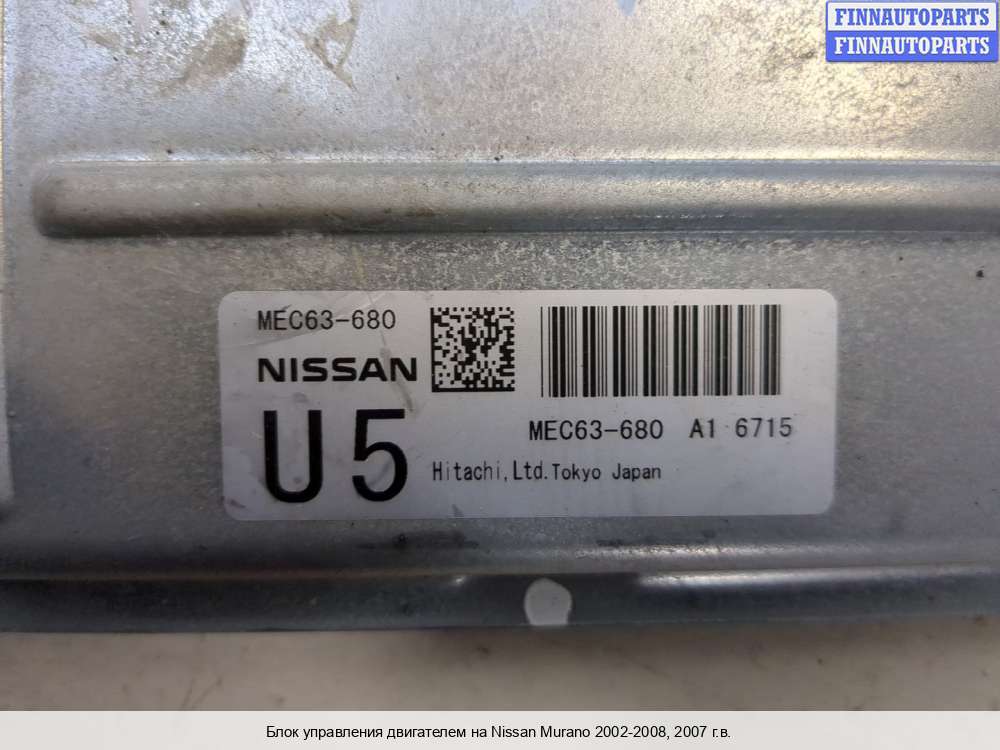 FINNAUTOPARTS
FINNAUTOPARTS
MEC63-680
NISSAN
U5
MEC63-680 A1 6715
Hitachi,Ltd.Tokyo Japan
Блок управления двигателем на Nissan Murano 2002-2008, 2007 г.в.